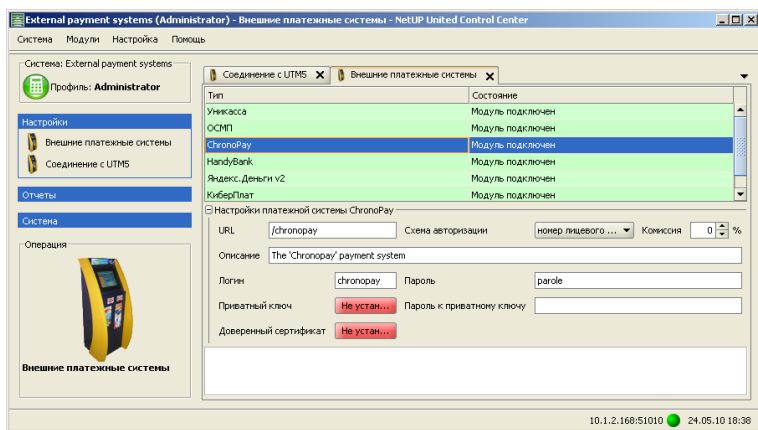 External payment systems (Administrator) - Внешние платежные системы - NetUP United Control Center
Система Модули Настройка Помощь
Система: External payment systems
Профиль: Administrator
Настройки
Внешние платежные системы
Соединение с UTM5
Отчеты
Система
Операция
Внешние платежные системы
Соединение с UTM5 Внешние платежные системы
Тип Состояние
Уникасса Модуль подключен
ОСМП Модуль подключен
ChronoPay Модуль подключен
HandyBank Модуль подключен
Яндекс.Деньги v2 Модуль подключен
КиберПлат Модуль подключен
Настройки платежной системы ChronoPay
URL /chronopay Схема авторизации номер лицевого ... Комиссия 0 %
Описание The 'Chronopay' payment system
Логин chronopay Пароль parole
Приватный ключ Не устан... Пароль к приватному ключу
Доверенный сертификат Не устан...
10.1.2.168:51010 24.05.10 18:38